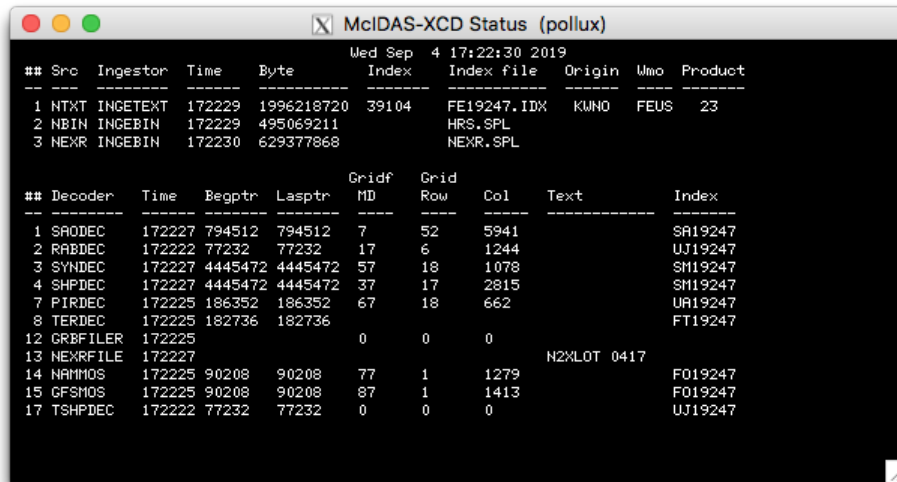 McIDAS-XCD Status (pollux)
Wed Sep 4 17:22:30 2019
## Src Ingestor Time Byte Index Index file Origin Wmo Product
-- --- -------- ------ ---------- ------- ----------- ------ ---- -------
1 NTXT INGETEXT 172229 1996218720 39104 FE19247.IDX KWNO FEUS 23
2 NBIN INGEBIN 172229 495069211 HRS.SPL
3 NEXR INGEBIN 172230 629377868 NEXR.SPL
Gridf Grid
## Decoder Time Begptr Lasptr MD Row Col Text Index
-- -------- ------ ------- ------- ---- ---- ----- ------------ -------
1 SAODEC 172227 794512 794512 7 52 5941 SA19247
2 RABDEC 172222 77232 77232 17 6 1244 UJ19247
3 SYNDEC 172227 4445472 4445472 57 18 1078 SM19247
4 SHPDEC 172227 4445472 4445472 37 17 2815 SM19247
7 PIRDEC 172225 186352 186352 67 18 662 UA19247
8 TERDEC 172225 182736 182736 FT19247
12 GRBFILER 172225 0 0 0
13 NEXRFILE 172227 N2XLOT 0417
14 NAMMOS 172225 90208 90208 77 1 1279 FO19247
15 GFSMOS 172225 90208 90208 87 1 1413 FO19247
17 TSHPDEC 172222 77232 77232 0 0 0 UJ19247